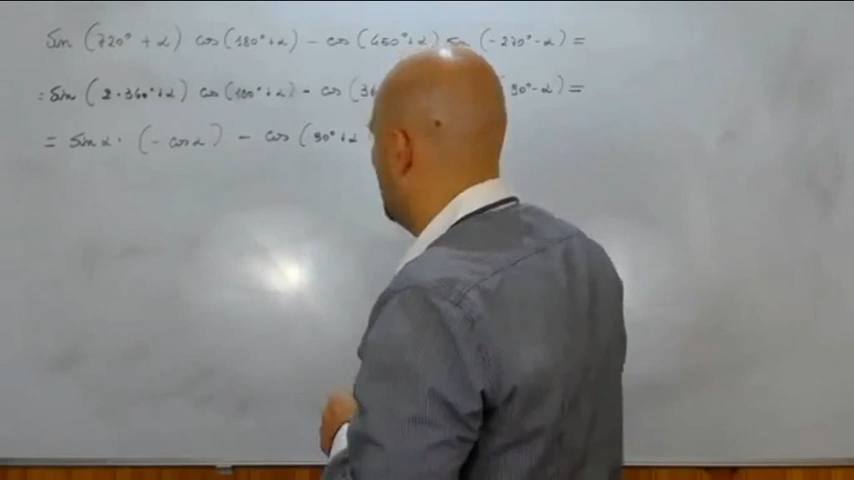 sin (720° + α) cos (180° + α) - cos (450° + α) sin (-270° - α) =
= sin (2 · 360° + α) cos (180° + α) - cos (36 90° - α) =
= sin α · (- cos α) - cos (90° + α